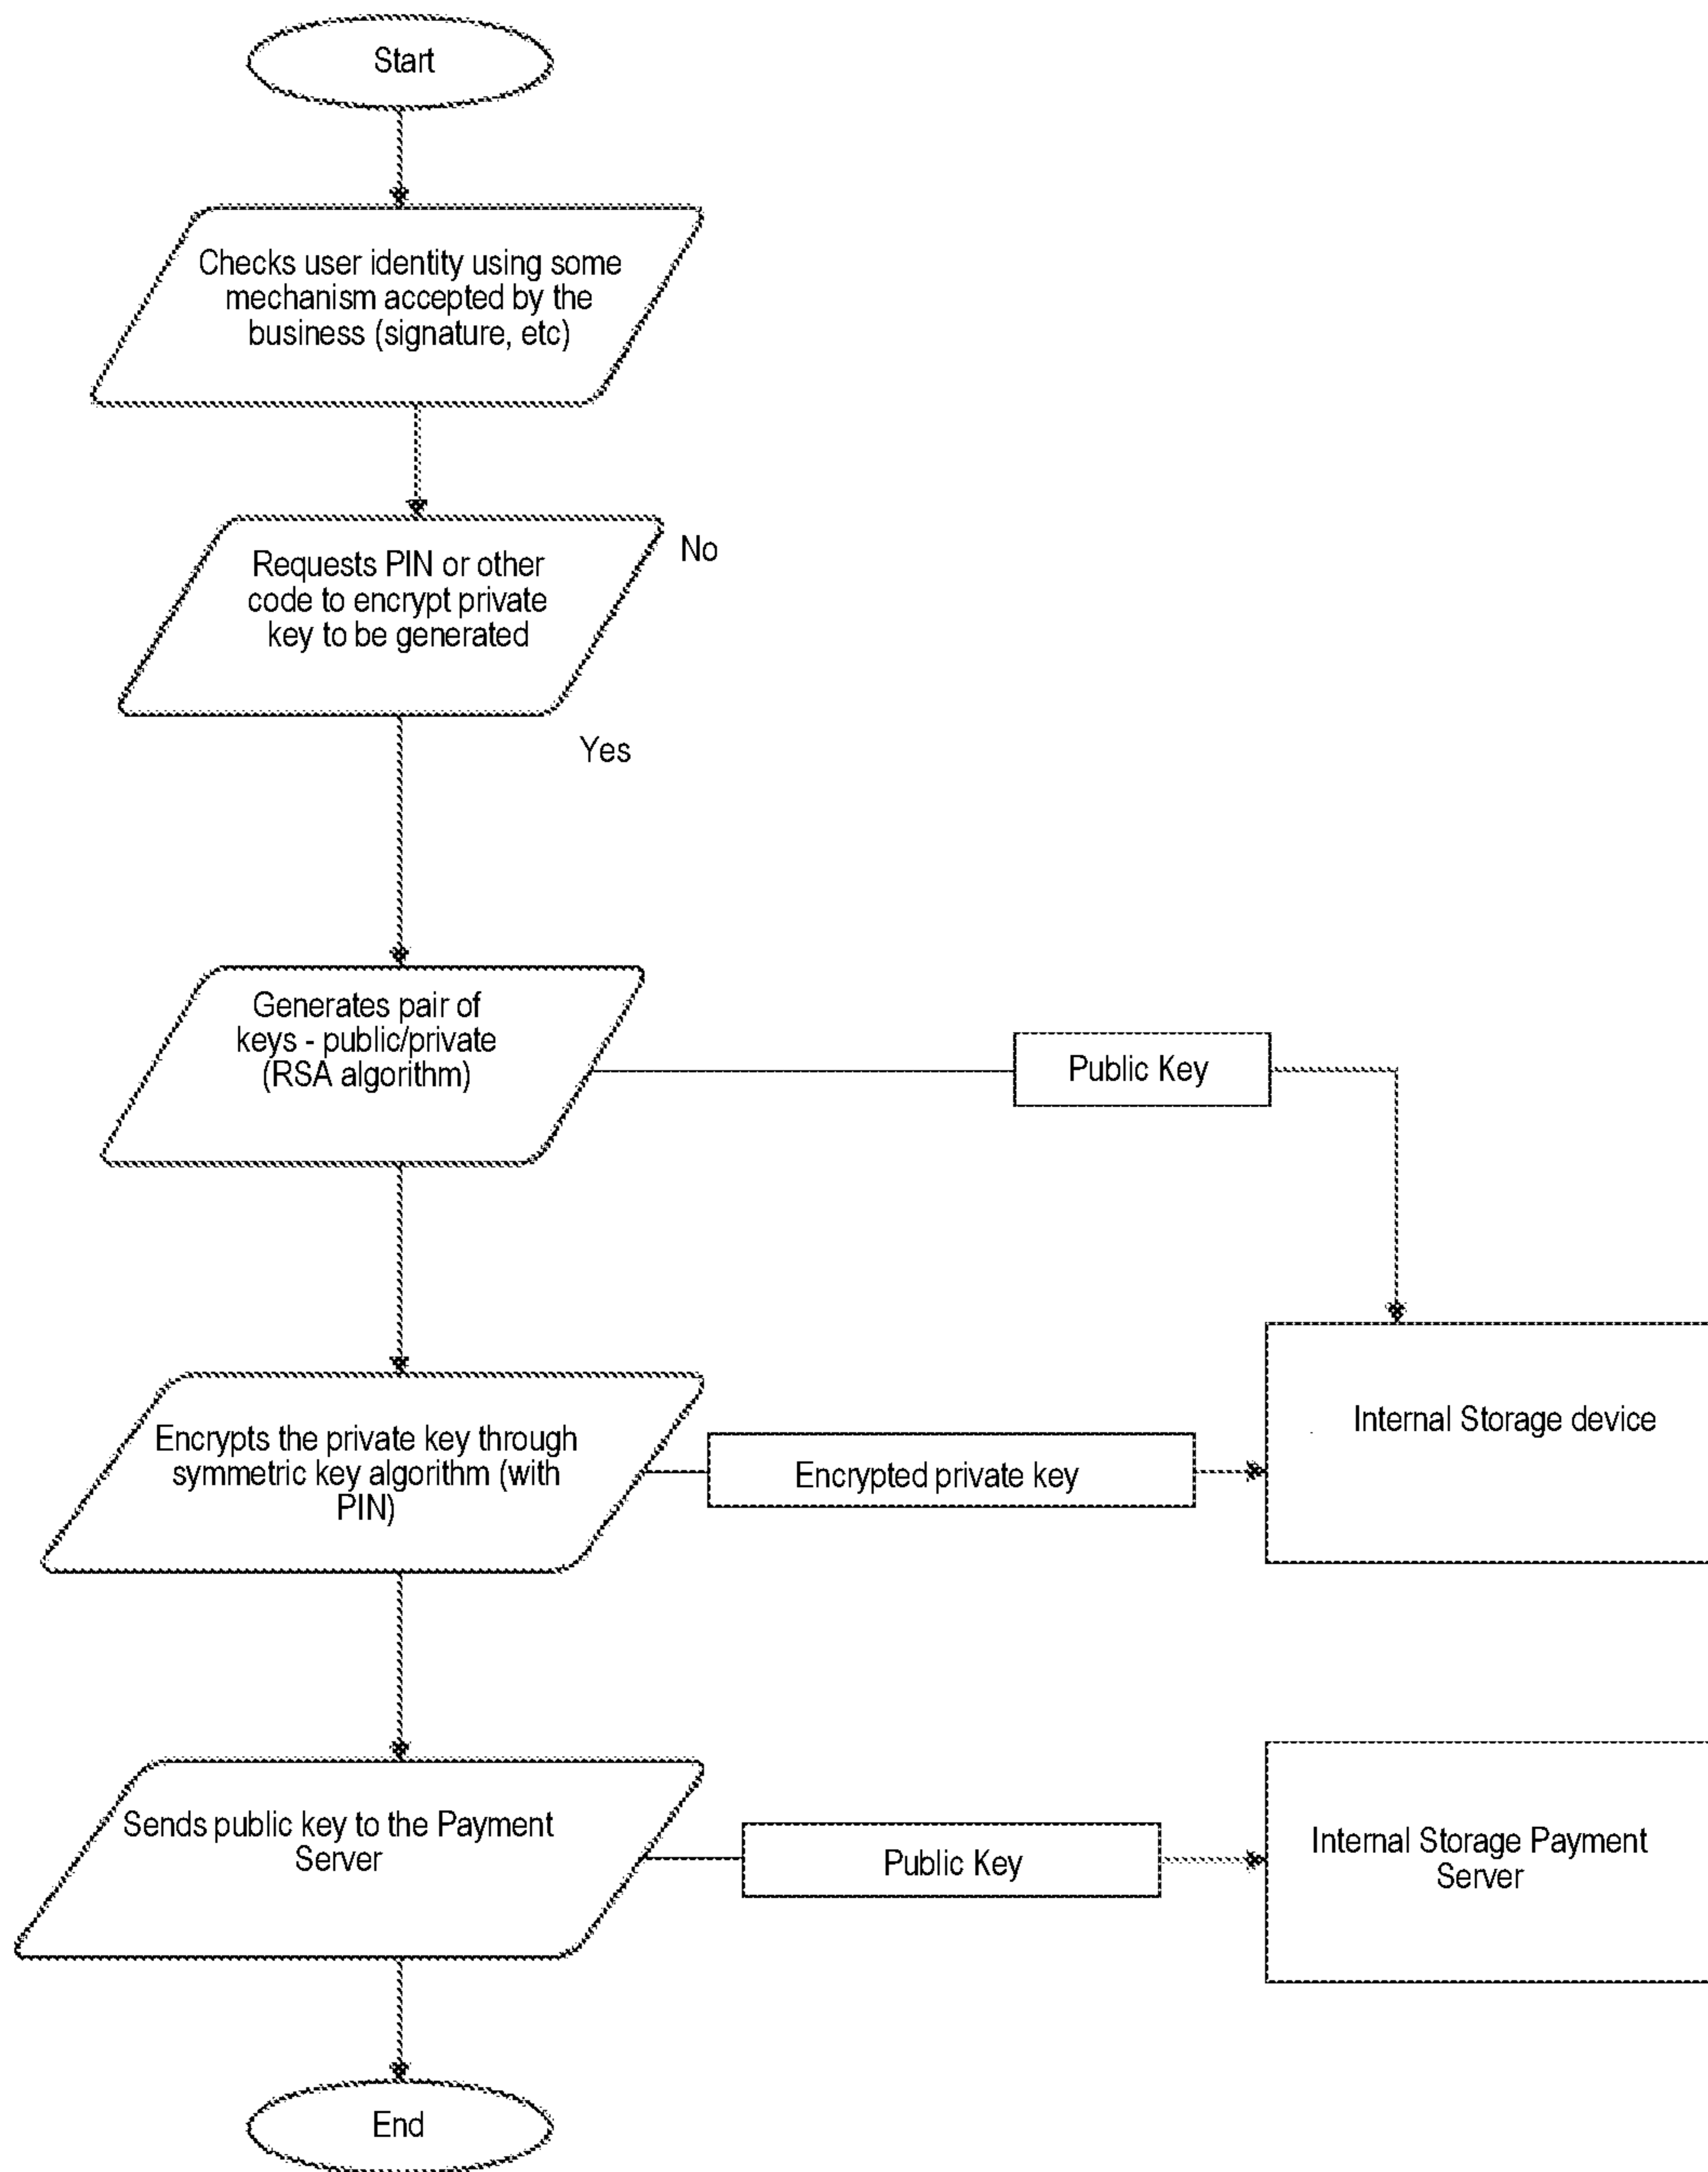 Start
Checks user identity using some
mechanism accepted by the
business (signature, etc)
Requests PIN or other
code to encrypt private
key to be generated
No
Yes
Generates pair of
keys - public/private
(RSA algorithm)
Public Key
Internal Storage device
Encrypts the private key through
symmetric key algorithm (with
PIN)
Encrypted private key
Sends public key to the Payment
Server
Public Key
Internal Storage Payment
Server
End